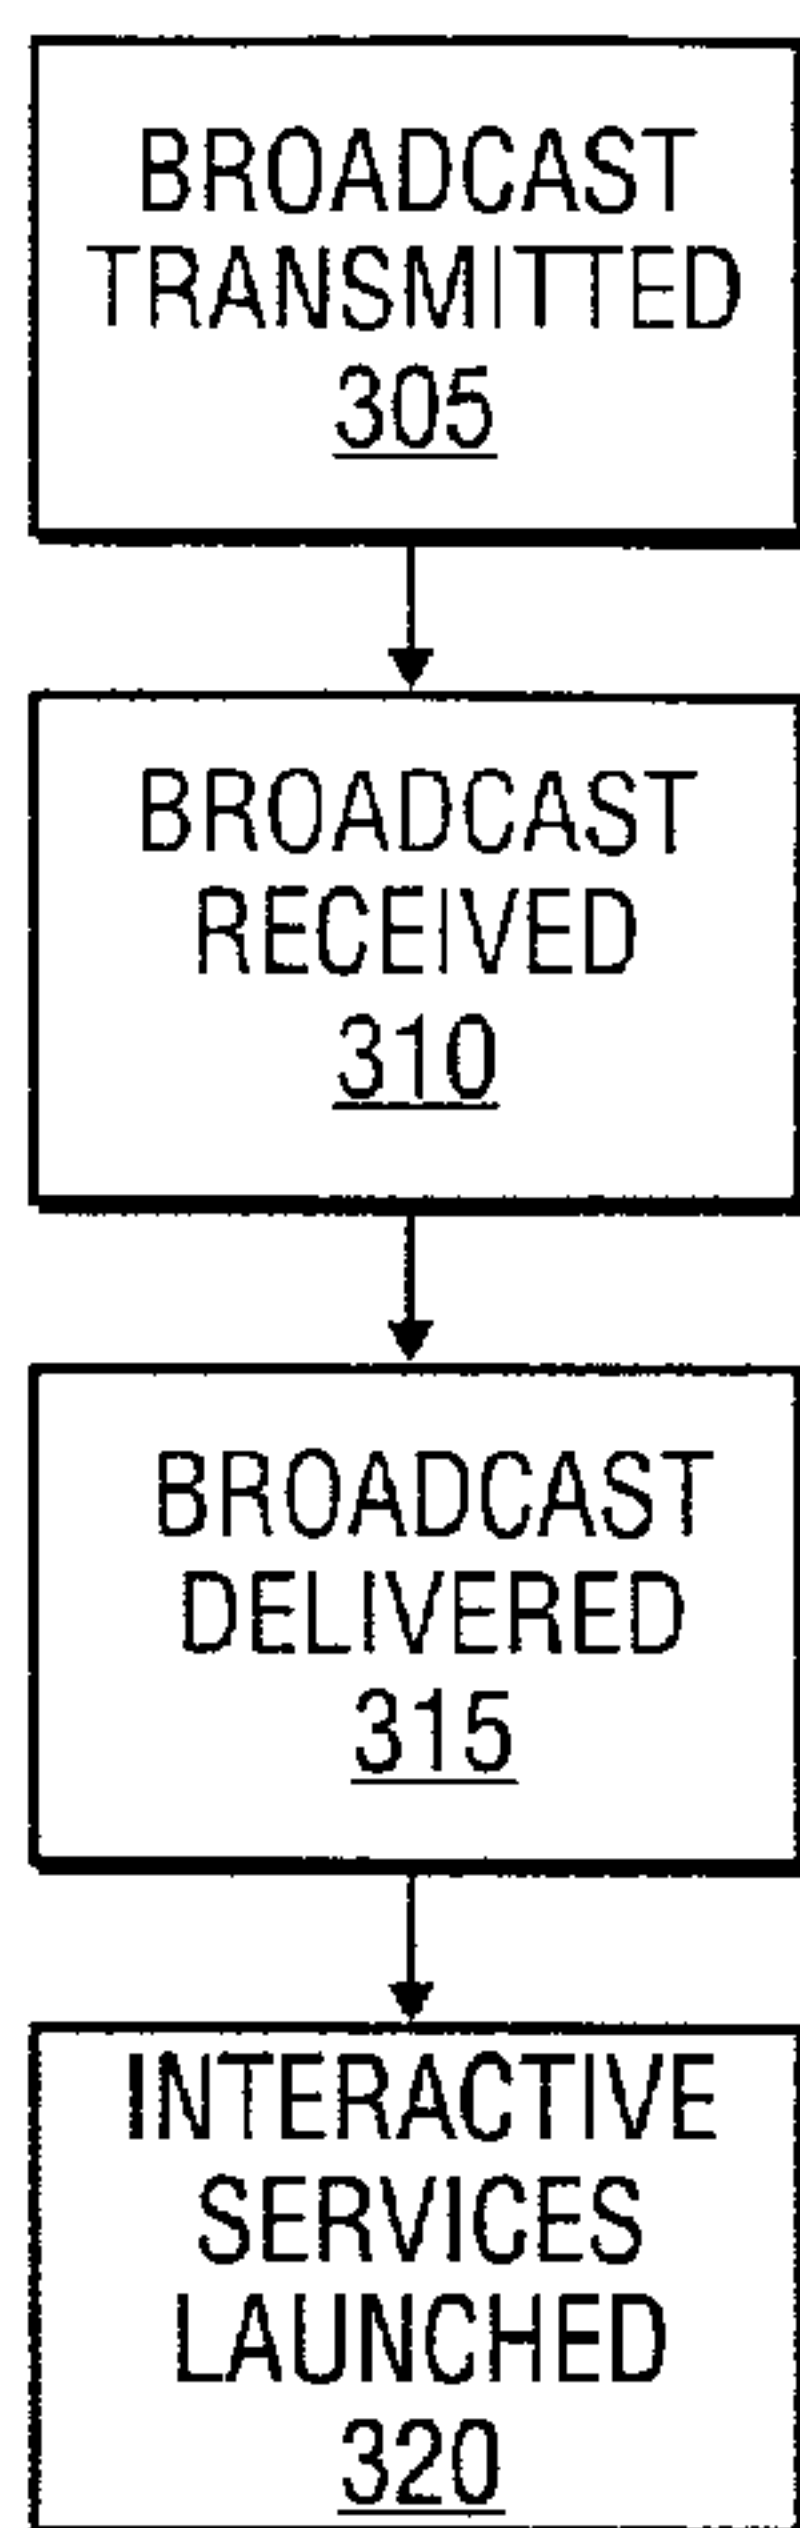 BROADCAST
TRANSMITTED
305
BROADCAST
RECEIVED
310
BROADCAST
DELIVERED
315
INTERACTIVE
SERVICES
LAUNCHED
320